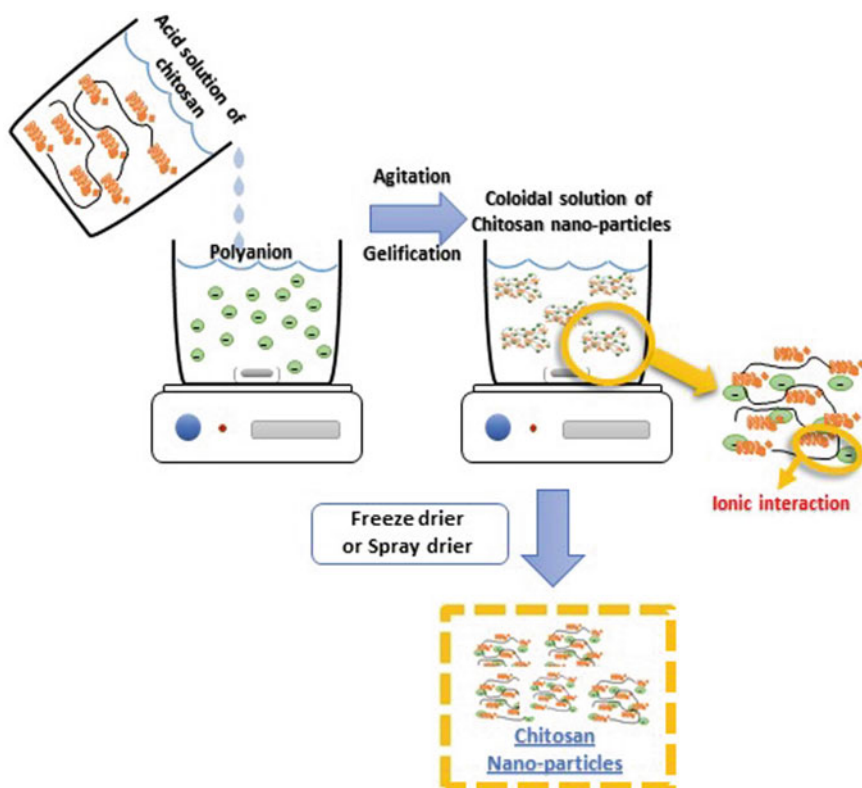 Acid solution of
chitosan
Polyanion
Agitation
Gelification
Coloidal solution of
Chitosan nano-particles
Ionic interaction
Freeze drier
or Spray drier
Chitosan
Nano-particles